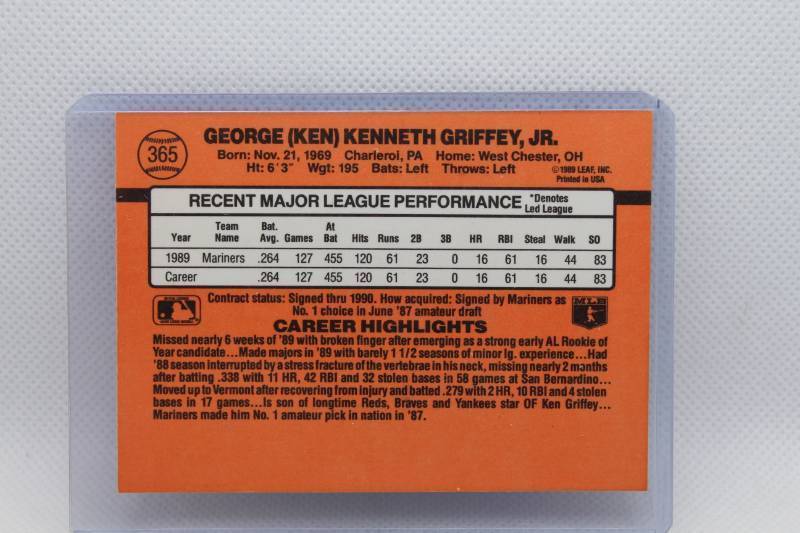 365
GEORGE (KEN) KENNETH GRIFFEY, JR.
Born: Nov. 21, 1969 Charleroi, PA Home: West Chester, OH
Ht: 6'3" Wgt: 195 Bats: Left Throws: Left
©1989 LEAF, INC.
Printed in USA
RECENT MAJOR LEAGUE PERFORMANCE *Denotes Led League
Year Team Name Bat. Avg. Games At Bat Hits Runs 2B 3B HR RBI Steal Walk SO
1989 Mariners .264 127 455 120 61 23 0 16 61 16 44 83
Career .264 127 455 120 61 23 0 16 61 16 44 83
Contract status: Signed thru 1990. How acquired: Signed by Mariners as
No. 1 choice in June '87 amateur draft
MLB
CAREER HIGHLIGHTS
Missed nearly 6 weeks of '89 with broken finger after emerging as a strong early AL Rookie of
Year candidate...Made majors in '89 with barely 1 1/2 seasons of minor lg. experience...Had
'88 season interrupted by a stress fracture of the vertebrae in his neck, missing nearly 2 months
after batting .338 with 11 HR, 42 RBI and 32 stolen bases in 58 games at San Bernardino...
Moved up to Vermont after recovering from injury and batted .279 with 2 HR, 10 RBI and 4 stolen
bases in 17 games...Is son of longtime Reds, Braves and Yankees star OF Ken Griffey...
Mariners made him No. 1 amateur pick in nation in '87.